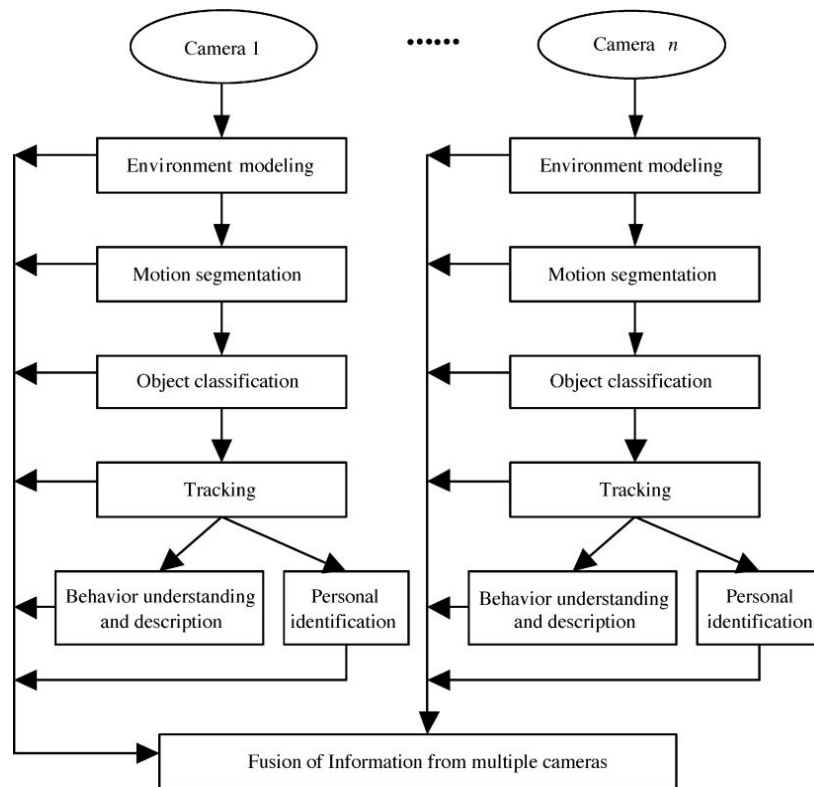 Camera 1
......
Camera n
Environment modeling
Environment modeling
Motion segmentation
Motion segmentation
Object classification
Object classification
Tracking
Tracking
Behavior understanding
and description
Personal
identification
Behavior understanding
and description
Personal
identification
Fusion of Information from multiple cameras